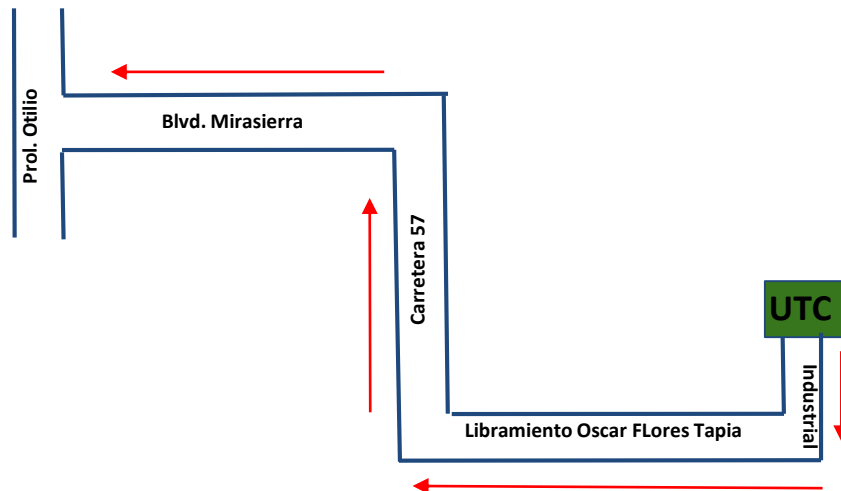 Prol. Otilio
Blvd. Mirasierra
Carretera 57
UTC
Industrial
Libramiento Oscar FLores Tapia